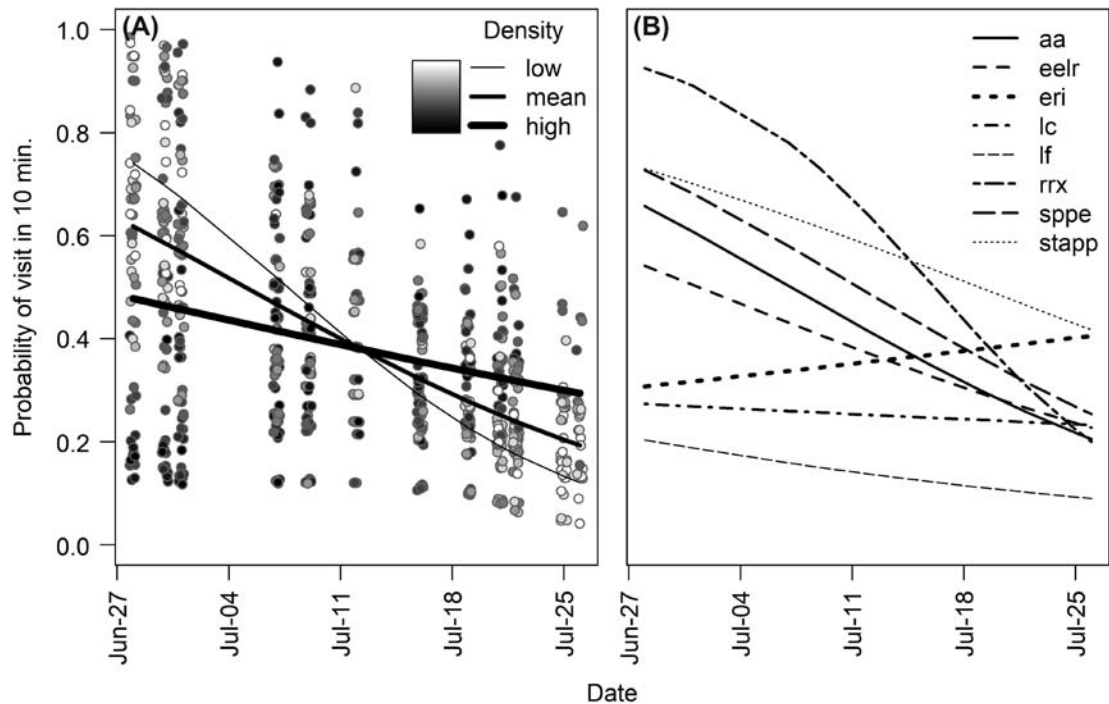 (A)
Density
low
mean
high
(B)
aa
eelr
eri
lc
lf
rrx
sppe
stapp
Probability of visit in 10 min.
1.0
0.8
0.6
0.4
0.2
0.0
Jun-27
Jul-04
Jul-11
Jul-18
Jul-25
Jun-27
Jul-04
Jul-11
Jul-18
Jul-25
Date